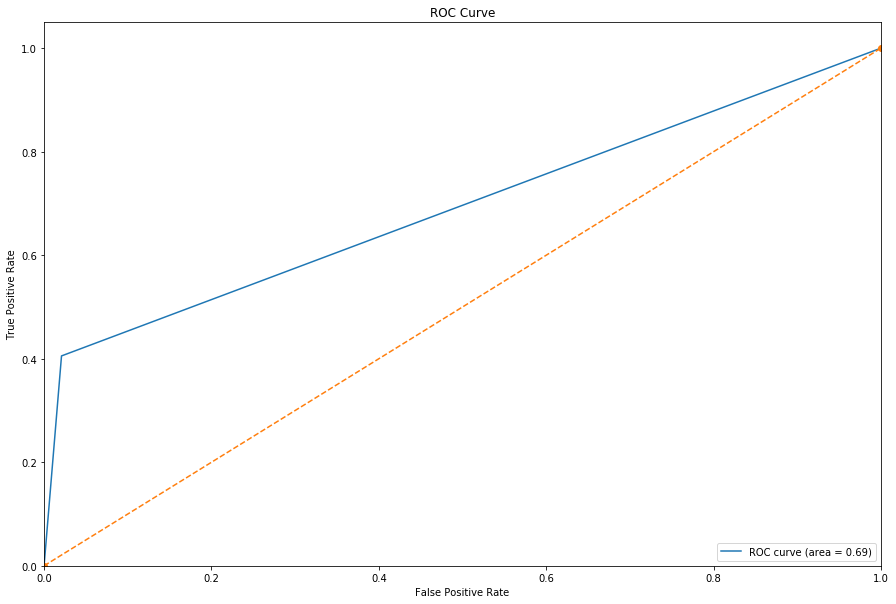 ROC Curve
True Positive Rate
1.0
0.8
0.6
0.4
0.2
0.0
0.0 0.2 0.4 0.6 0.8 1.0
False Positive Rate
ROC curve (area = 0.69)